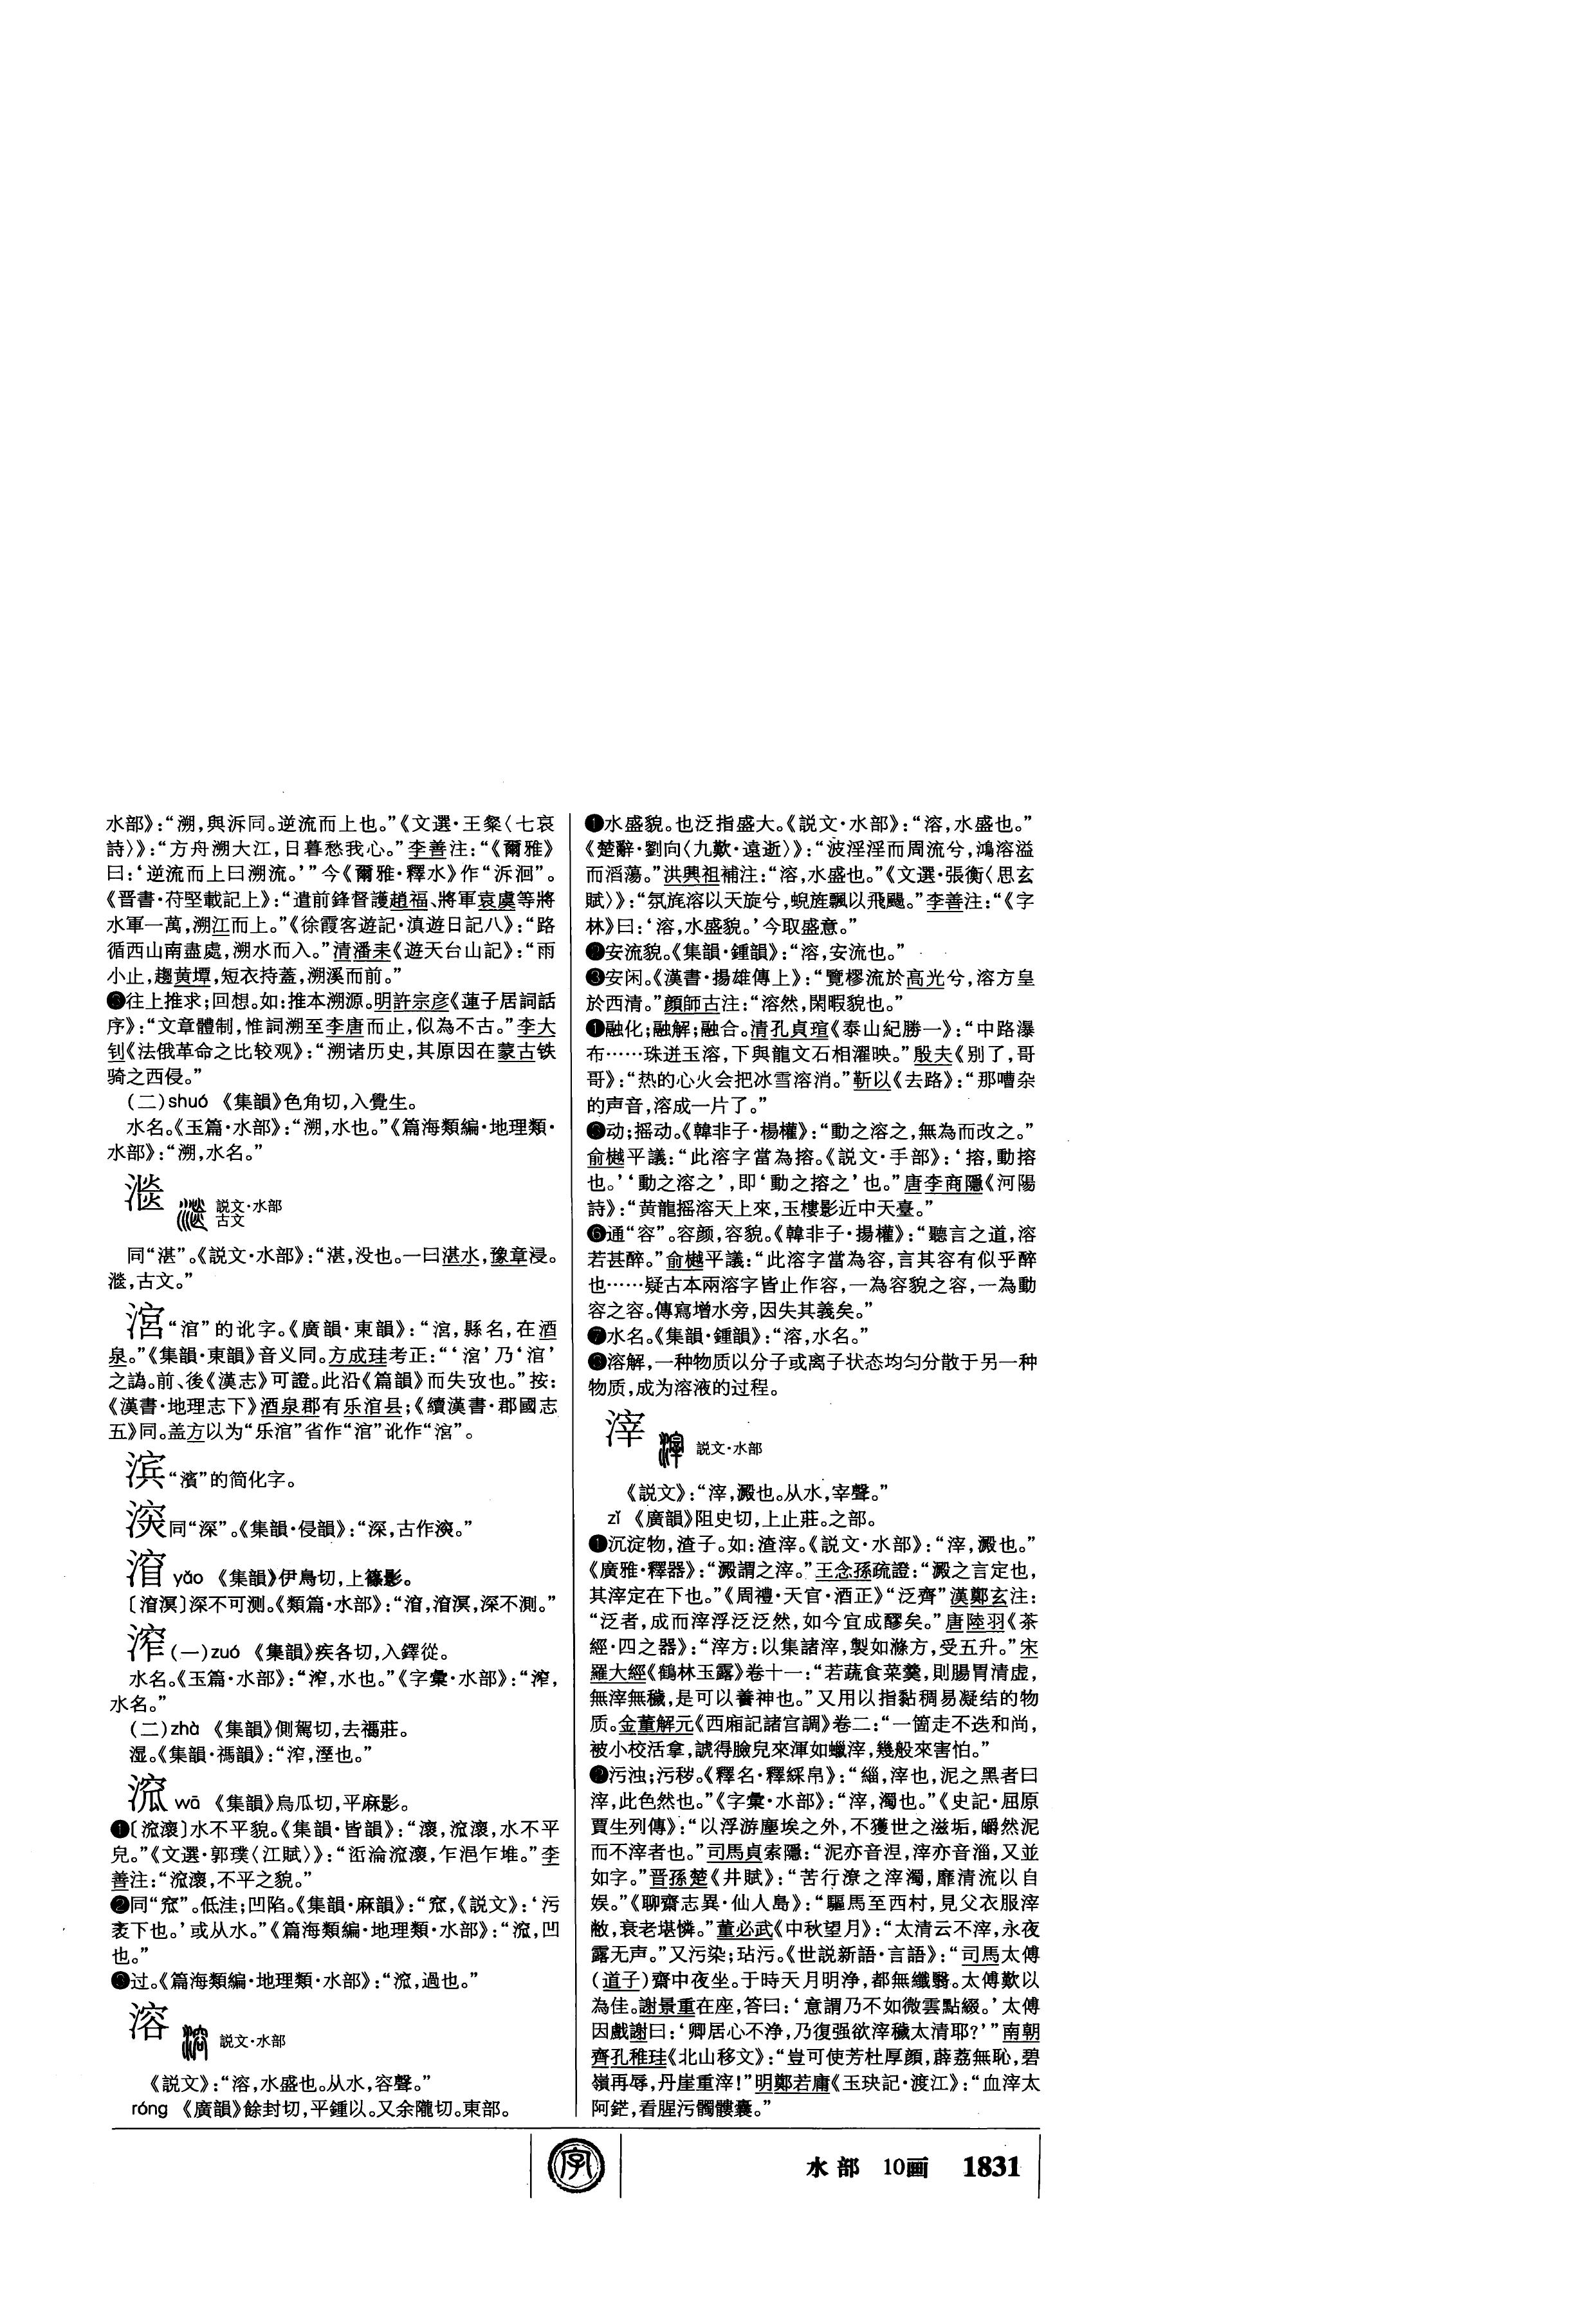 水部》：“溯，與泝同。逆流而上也。”《文選·王粲〈七哀
詩〉》：“方舟溯大江，日暮愁我心。”李善注：“《爾雅》
曰：‘逆流而上曰溯流。’”今《爾雅·釋水》作“泝洄”。
《晋書·苻堅載記上》：“遣前鋒督護趙福、將軍袁虞等將
水軍一萬，溯江而上。”《徐霞客遊記·滇遊日記八》：“路
循西山南盡處，溯水而入。”清潘耒《遊天台山記》：“雨
小止，趨黄壇，短衣持蓋，溯溪而前。”
❸往上推求；回想。如：推本溯源。明許宗彦《蓮子居詞話
序》：“文章體制，惟詞溯至李唐而止，似為不古。”李大
钊《法俄革命之比较观》：“溯诸历史，其原因在蒙古铁
骑之西侵。”
（二）shuó 《集韻》色角切，入覺生。
水名。《玉篇·水部》：“溯，水也。”《篇海類編·地理類·
水部》：“溯，水名。”
説文·水部
古文
同“湛”。《説文·水部》：“湛，没也。一曰湛水，豫章浸。
，古文。”
“涫”的讹字。《廣韻·東韻》：“㴦，縣名，在酒
泉。”《集韻·東韻》音义同。方成珪考正：“‘㴦’乃‘涫’
之譌。前、後《漢志》可證。此沿《篇韻》而失攷也。”按：
《漢書·地理志下》酒泉郡有乐涫县；《續漢書·郡國志
五》同。盖方以为“乐涫”省作“涫”讹作“㴦”。
滨“濱”的简化字。
同“深”。《集韻·侵韻》：“深，古作㴱。”
溍 yǎo 《集韻》伊鳥切，上篠影。
〔㴭溟〕深不可测。《類篇·水部》：“㴭，㴭溟，深不測。”
溠（一）zuó 《集韻》疾各切，入鐸從。
水名。《玉篇·水部》：“㴶，水也。”《字彙·水部》：“㴶，
水名。”
（二）zhà 《集韻》側駕切，去禡莊。
湿。《集韻·禡韻》：“㴶，溼也。”
窊 wā 《集韻》烏瓜切，平麻影。
❶〔溛瀤〕水不平貌。《集韻·皆韻》：“瀤，溛瀤，水不平
皃。”《文選·郭璞〈江賦〉》：“㳌淪溛瀤，乍浥乍堆。”李
善注：“溛瀤，不平之貌。”
❷同“窊”。低洼；凹陷。《集韻·麻韻》：“窊，《説文》：‘污
衺下也。’或从水。”《篇海類編·地理類·水部》：“溛，凹
也。”
❸过。《篇海類編·地理類·水部》：“溛，過也。”
溶 説文·水部
《説文》：“溶，水盛也。从水，容聲。”
róng 《廣韻》餘封切，平鍾以。又余隴切。東部。
❶水盛貌。也泛指盛大。《説文·水部》：“溶，水盛也。”
《楚辭·劉向〈九歎·遠逝〉》：“波淫淫而周流兮，鴻溶溢
而滔蕩。”洪興祖補注：“溶，水盛也。”《文選·張衡〈思玄
賦〉》：“氛旄溶以天旋兮，蜺旌飄以飛颺。”李善注：“《字
林》曰：‘溶，水盛貌。’今取盛意。”
❷安流貌。《集韻·鍾韻》：“溶，安流也。”
❸安闲。《漢書·揚雄傳上》：“覽樛流於高光兮，溶方皇
於西清。”顔師古注：“溶然，閑暇貌也。”
❹融化；融解；融合。清孔貞瑄《泰山紀勝一》：“中路瀑
布……珠迸玉溶，下與龍文石相濯映。”殷夫《别了，哥
哥》：“热的心火会把冰雪溶消。”靳以《去路》：“那嘈杂
的声音，溶成一片了。”
❺动；摇动。《韓非子·楊權》：“動之溶之，無為而改之。”
俞樾平議：“此溶字當為搈。《説文·手部》：‘搈，動搈
也。’‘動之溶之’，即‘動之搈之’也。”唐李商隱《河陽
詩》：“黄龍摇溶天上來，玉樓影近中天臺。”
❻通“容”。容颜，容貌。《韓非子·揚權》：“聽言之道，溶
若甚醉。”俞樾平議：“此溶字當為容，言其容有似乎醉
也……疑古本兩溶字皆止作容，一為容貌之容，一為動
容之容。傳寫增水旁，因失其義矣。”
❼水名。《集韻·鍾韻》：“溶，水名。”
❽溶解，一种物质以分子或离子状态均匀分散于另一种
物质，成为溶液的过程。
滓 説文·水部
《説文》：“滓，澱也。从水，宰聲。”
zǐ 《廣韻》阻史切，上止莊。之部。
❶沉淀物，渣子。如：渣滓。《説文·水部》：“滓，澱也。”
《廣雅·釋器》：“澱謂之滓。”王念孫疏證：“澱之言定也，
其滓定在下也。”《周禮·天官·酒正》“泛齊”漢鄭玄注：
“泛者，成而滓浮泛泛然，如今宜成醪矣。”唐陸羽《茶
經·四之器》：“滓方：以集諸滓，製如滌方，受五升。”宋
羅大經《鶴林玉露》卷十一：“若蔬食菜羹，則腸胃清虚，
無滓無穢，是可以養神也。”又用以指黏稠易凝结的物
质。金董解元《西廂記諸宫調》卷二：“一箇走不迭和尚，
被小校活拿，諕得臉兒來渾如蠟滓，幾般來害怕。”
❷污浊；污秽。《釋名·釋綵帛》：“緇，滓也，泥之黑者曰
滓，此色然也。”《字彙·水部》：“滓，濁也。”《史記·屈原
賈生列傳》：“以浮游塵埃之外，不獲世之滋垢，皭然泥
而不滓者也。”司馬貞索隱：“泥亦音涅，滓亦音淄，又並
如字。”晋孫楚《井賦》：“苦行潦之滓濁，靡清流以自
娱。”《聊齋志異·仙人島》：“驅馬至西村，見父衣服滓
敝，衰老堪憐。”董必武《中秋望月》：“太清云不滓，永夜
露无声。”又污染；玷污。《世説新語·言語》：“司馬太傅
（道子）齋中夜坐。于時天月明浄，都無纖翳。太傅歎以
為佳。謝景重在座，答曰：‘意謂乃不如微雲點綴。’太傅
因戲謝曰：‘卿居心不浄，乃復强欲滓穢太清耶？’”南朝
齊孔稚珪《北山移文》：“豈可使芳杜厚顔，薜荔無恥，碧
嶺再辱，丹崖重滓！”明鄭若庸《玉玦記·渡江》：“血滓太
阿鋩，看腥污髑髏囊。”
字
水部 10画 1831